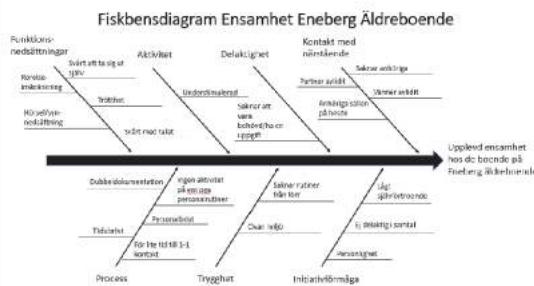 Fiskbensdiagram Ensamhet Eneberg Äldreboende
Funktions-
nedsättningar
Aktivitet
Delaktighet
Kontakt med
närstående
Svårt att ta sig ut
själv
Rörelse-
inskränkning
Trötthet
Hörsel/syn-
nedsättning
Svårt med talet
Understimulerad
Saknar att
vara
behövd/ha en
uppgift
Saknar anhöriga
Partner avlidit
Vänner avlidit
Anhöriga sällan
på besök
Upplevd ensamhet
hos de boende på
Eneberg äldreboende
Dubbeldokumentation
Ingen aktivitet
på
personalrutiner
Personalbrist
Tidsbrist
För lite tid till 1-1
kontakt
Saknar rutiner
från förr
Ovan miljö
Lågt
självförtroende
Ej delaktig i samtal
Personlighet
Process
Trygghet
Initiativförmåga